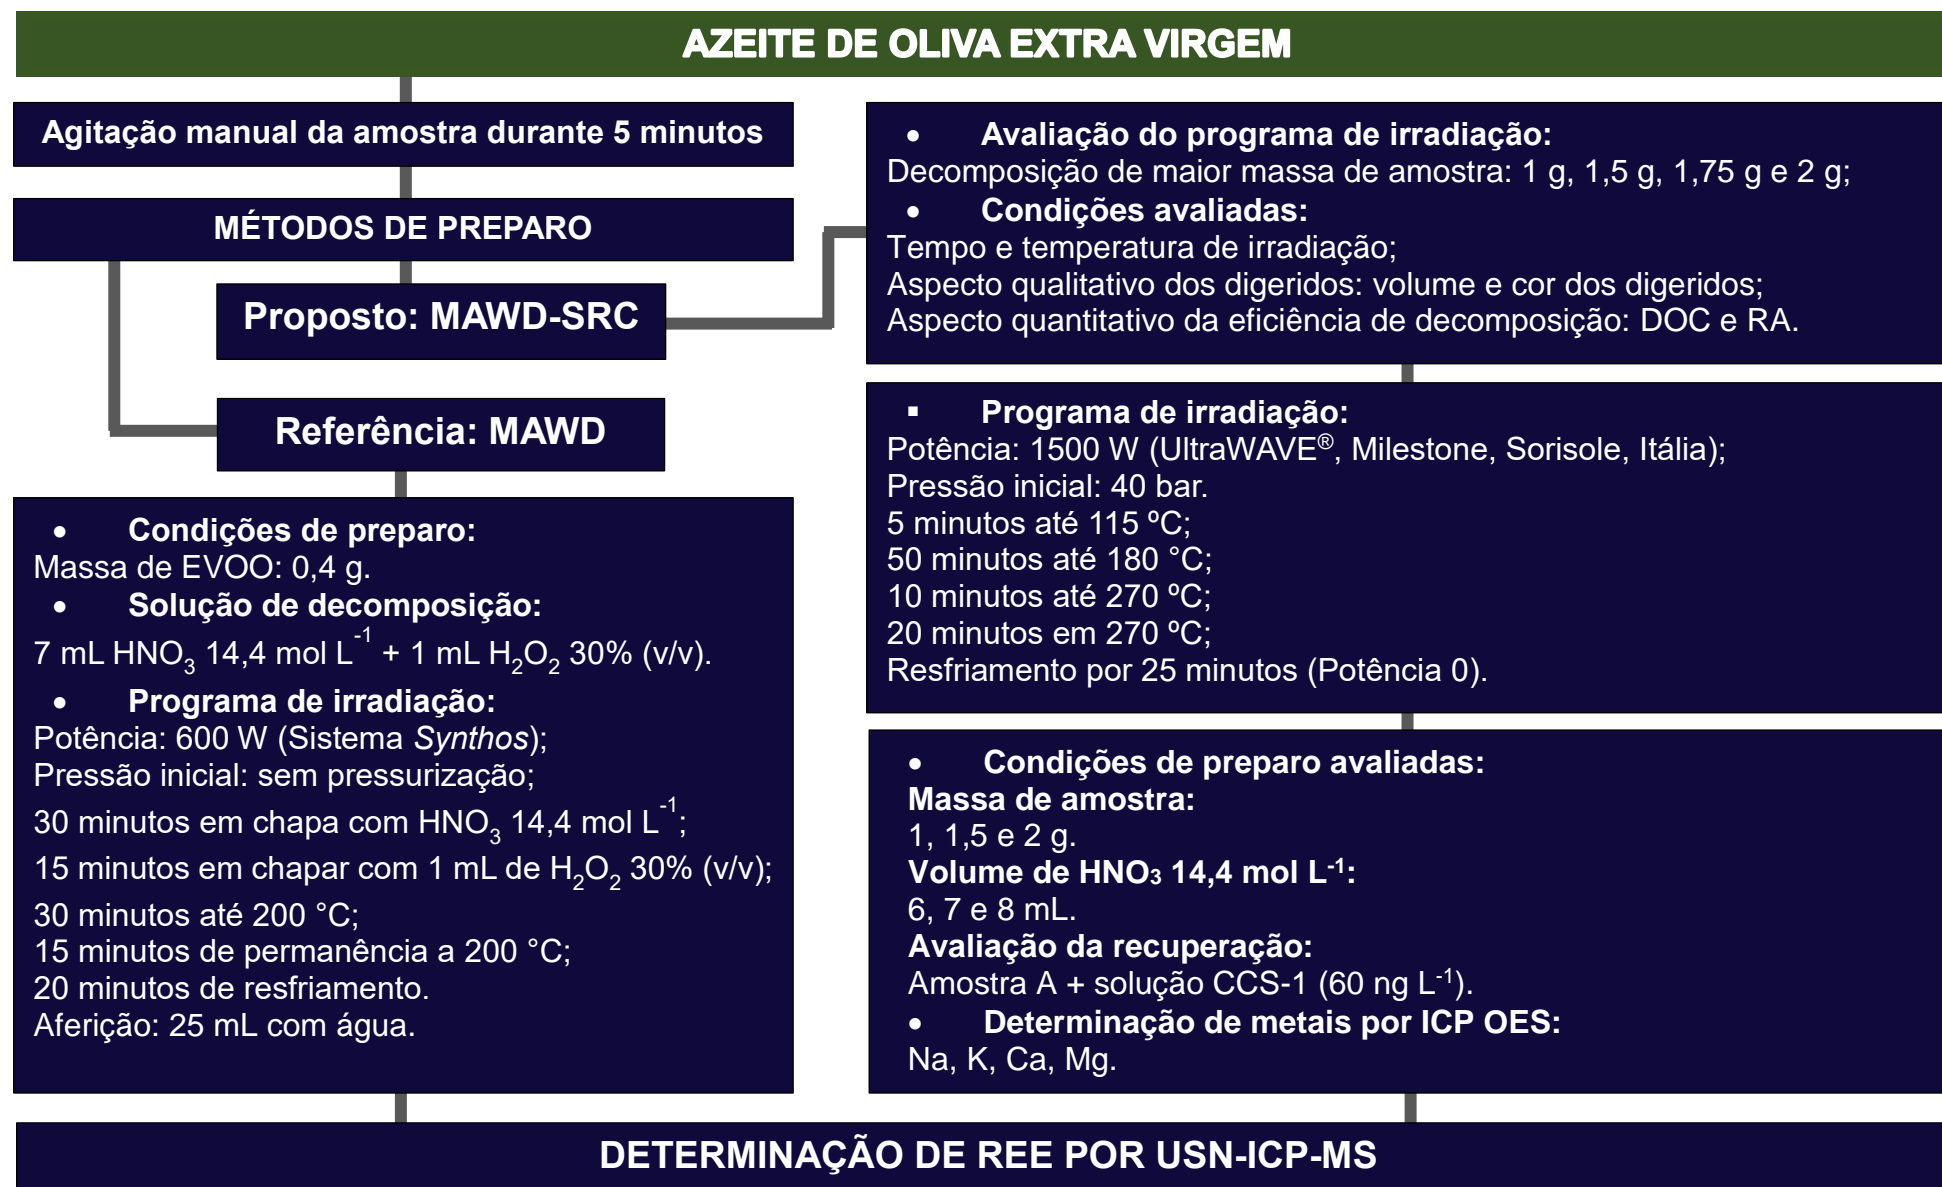 AZEITE DE OLIVA EXTRA VIRGEM
Agitação manual da amostra durante 5 minutos
MÉTODOS DE PREPARO
Proposto: MAWD-SRC
Referência: MAWD
• Condições de preparo:
Massa de EVOO: 0,4 g.
• Solução de decomposição:
7 mL HNO₃ 14,4 mol L⁻¹ + 1 mL H₂O₂ 30% (v/v).
• Programa de irradiação:
Potência: 600 W (Sistema Synthos);
Pressão inicial: sem pressurização;
30 minutos em chapa com HNO₃ 14,4 mol L⁻¹;
15 minutos em chapar com 1 mL de H₂O₂ 30% (v/v);
30 minutos até 200 °C;
15 minutos de permanência a 200 °C;
20 minutos de resfriamento.
Aferição: 25 mL com água.
• Avaliação do programa de irradiação:
Decomposição de maior massa de amostra: 1 g, 1,5 g, 1,75 g e 2 g;
• Condições avaliadas:
Tempo e temperatura de irradiação;
Aspecto qualitativo dos digeridos: volume e cor dos digeridos;
Aspecto quantitativo da eficiência de decomposição: DOC e RA.
▪ Programa de irradiação:
Potência: 1500 W (UltraWAVE®, Milestone, Sorisole, Itália);
Pressão inicial: 40 bar.
5 minutos até 115 ºC;
50 minutos até 180 °C;
10 minutos até 270 ºC;
20 minutos em 270 ºC;
Resfriamento por 25 minutos (Potência 0).
• Condições de preparo avaliadas:
Massa de amostra:
1, 1,5 e 2 g.
Volume de HNO₃ 14,4 mol L⁻¹:
6, 7 e 8 mL.
Avaliação da recuperação:
Amostra A + solução CCS-1 (60 ng L⁻¹).
• Determinação de metais por ICP OES:
Na, K, Ca, Mg.
DETERMINAÇÃO DE REE POR USN-ICP-MS